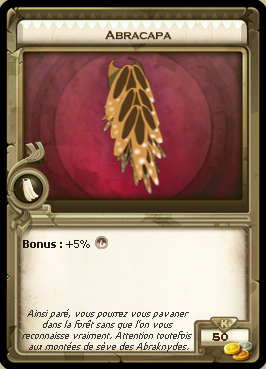 Abracapa
Bonus : +5%
Ainsi paré, vous pourrez vous pavaner
dans la forêt sans que l'on vous
reconnaisse vraiment. Attention toutefois
aux montées de sève des Abraknydes.
50